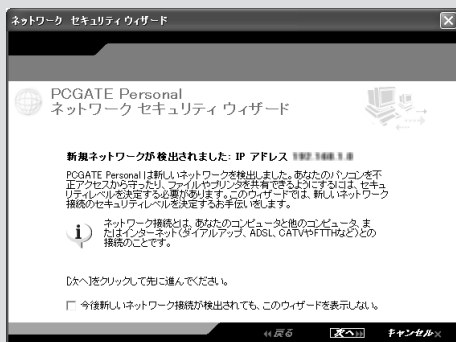 ネットワーク セキュリティ ウィザード
PCGATE Personal
ネットワーク セキュリティ ウィザード
新規ネットワークが検出されました: IP アドレス
PCGATE Personal は新しいネットワークを検出しました。あなたのパソコンを不
正アクセスから守ったり、ファイルやプリンタを共有できるようにするには、セキュ
リティレベルを決定する必要があります。このウィザードでは、新しいネットワーク
接続のセキュリティレベルを決定するお手伝いをします。
ネットワーク接続とは、あなたのコンピュータと他のコンピュータ、ま
たはインターネット(ダイアルアップ、ADSL、CATVやFTTHなど)との
接続のことです。
[次へ]をクリックして先に進んでください。
今後新しいネットワーク接続が検出されても、このウィザードを表示しない。
戻る 次へ キャンセル